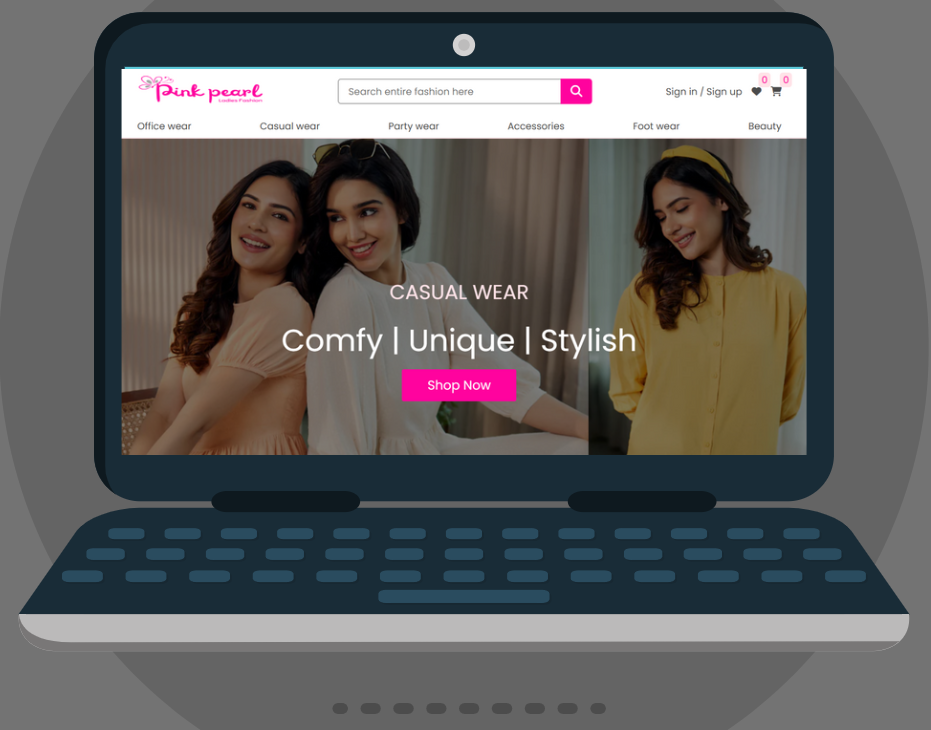 Pink pearl
Ladies Fashion
Search entire fashion here
Sign in / Sign up
0
0
Office wear
Casual wear
Party wear
Accessories
Foot wear
Beauty
CASUAL WEAR
Comfy | Unique | Stylish
Shop Now